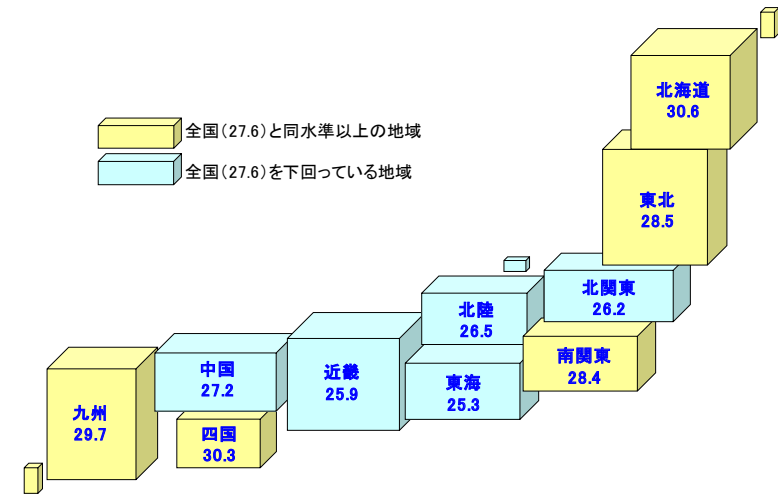 北海道
30.6
全国(27.6)と同水準以上の地域
全国(27.6)を下回っている地域
東北
28.5
北関東
26.2
北陸
26.5
南関東
28.4
中国
27.2
近畿
25.9
東海
25.3
九州
29.7
四国
30.3